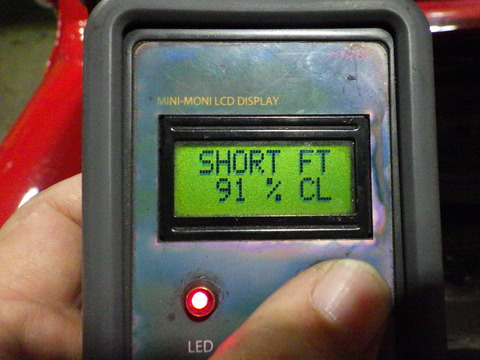 MINI-MONI LCD DISPLAY
SHORT FT
91 % CL
LED